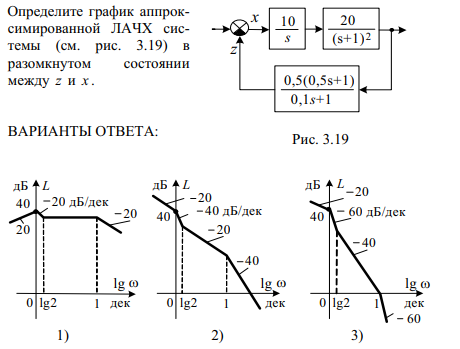 Определите график аппрок-
симированной ЛАЧХ сис-
темы (см. рис. 3.19) в
разомкнутом состоянии
между z и x.
x
z
10
s
20
(s+1)²
0,5(0,5s+1)
0,1s+1
ВАРИАНТЫ ОТВЕТА:
Рис. 3.19
дБ L
−20 дБ/дек
40
20
−20
lg ω
0 lg2 1 дек
1)
дБ L
−20
−40 дБ/дек
40
−20
−40
lg ω
0 lg2 1 дек
2)
дБ L
−20
40
−60 дБ/дек
−40
lg ω
0 lg2 1 дек
−60
3)